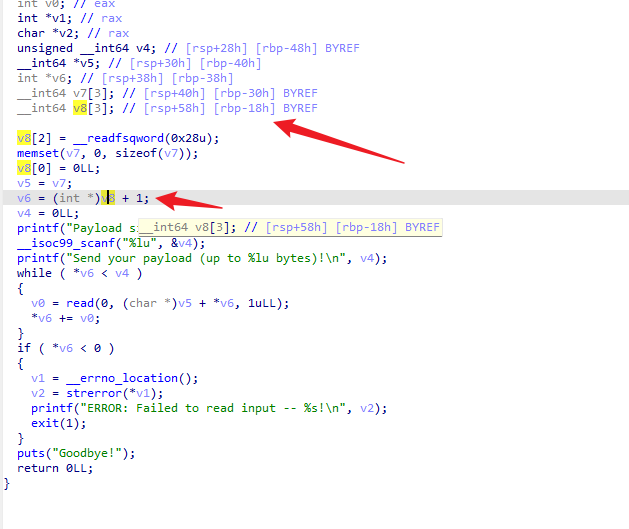 int v0; // eax
int *v1; // rax
char *v2; // rax
unsigned __int64 v4; // [rsp+28h] [rbp-48h] BYREF
__int64 *v5; // [rsp+30h] [rbp-40h]
int *v6; // [rsp+38h] [rbp-38h]
__int64 v7[3]; // [rsp+40h] [rbp-30h] BYREF
__int64 v8[3]; // [rsp+58h] [rbp-18h] BYREF
v8[2] = __readfsqword(0x28u);
memset(v7, 0, sizeof(v7));
v8[0] = 0LL;
v5 = v7;
v6 = (int *)v8 + 1;
v4 = 0LL;
printf("Payload s
__int64 v8[3]; // [rsp+58h] [rbp-18h] BYREF
__isoc99_scanf("%lu", &v4);
printf("Send your payload (up to %lu bytes)!\n", v4);
while ( *v6 < v4 )
{
v0 = read(0, (char *)v5 + *v6, 1uLL);
*v6 += v0;
}
if ( *v6 < 0 )
{
v1 = __errno_location();
v2 = strerror(*v1);
printf("ERROR: Failed to read input -- %s!\n", v2);
exit(1);
}
puts("Goodbye!");
return 0LL;
}